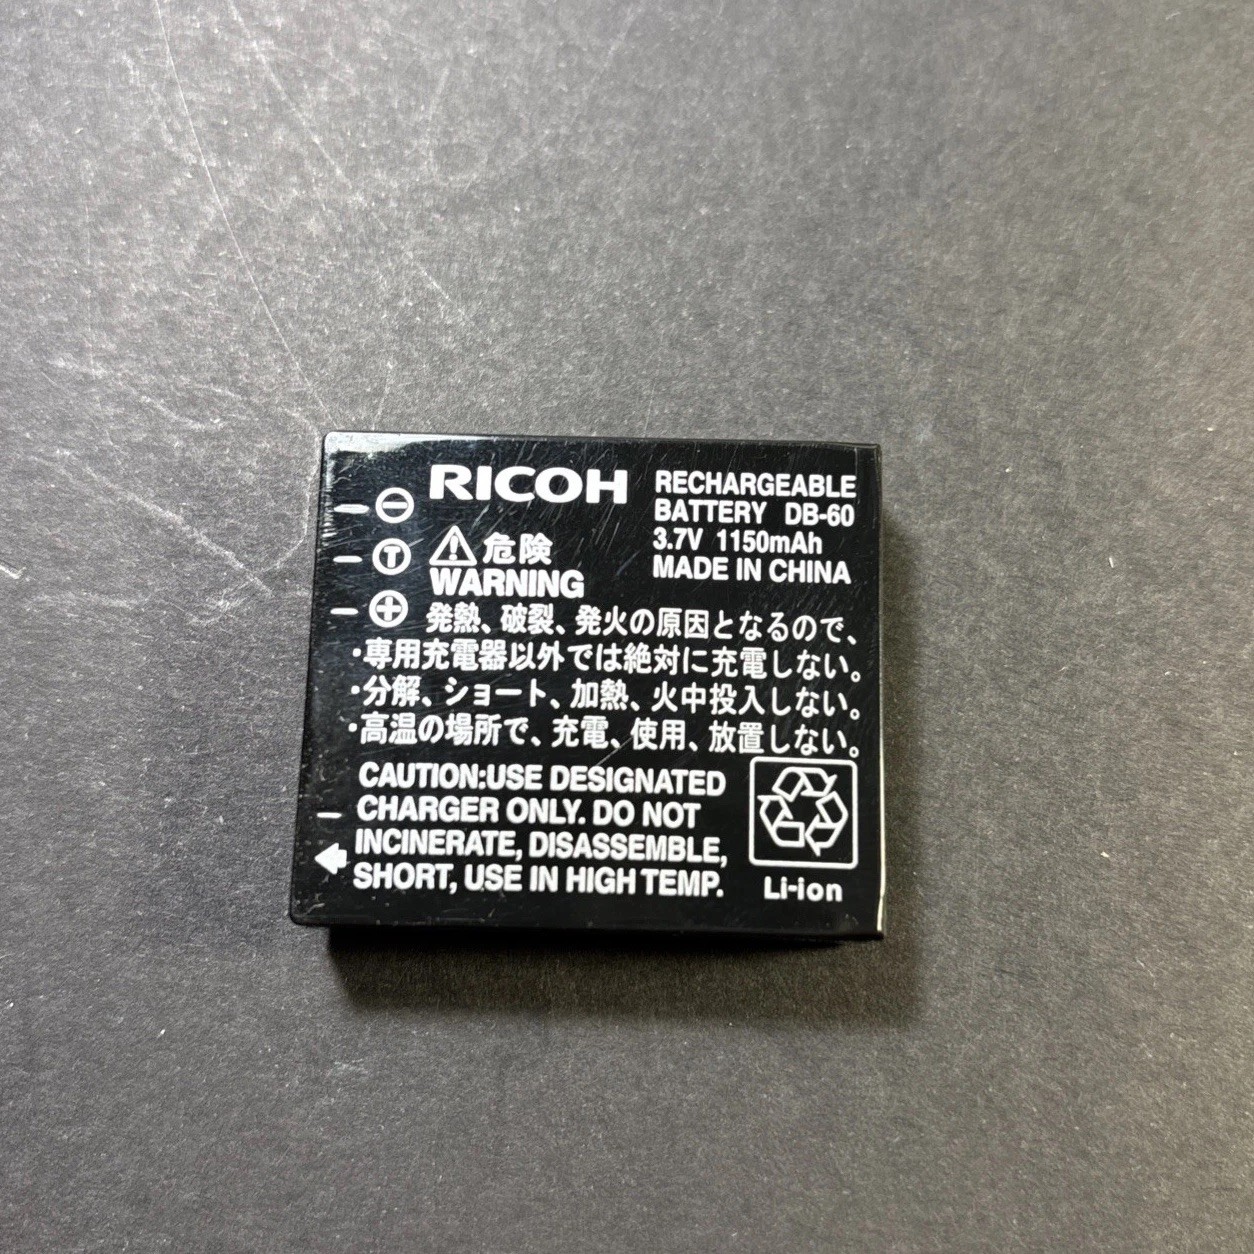 RICOH
RECHARGEABLE
BATTERY DB-60
3.7V 1150mAh
MADE IN CHINA
T
危険
WARNING
発熱、破裂、発火の原因となるので、
・専用充電器以外では絶対に充電しない。
・分解、ショート、加熱、火中投入しない。
・高温の場所で、充電、使用、放置しない。
CAUTION:USE DESIGNATED
CHARGER ONLY. DO NOT
INCINERATE, DISASSEMBLE,
SHORT, USE IN HIGH TEMP.
Li-ion